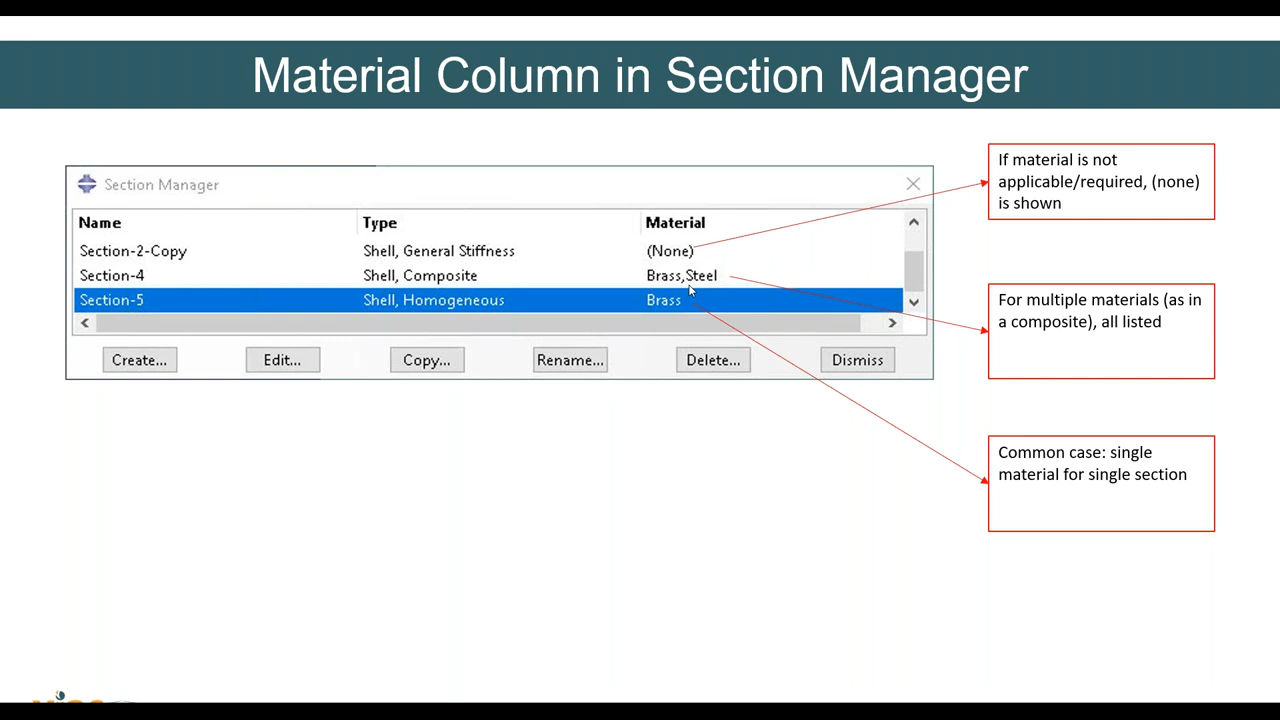 Material Column in Section Manager
Section Manager
Name Type Material
Section-2-Copy Shell, General Stiffness (None)
Section-4 Shell, Composite Brass,Steel
Section-5 Shell, Homogeneous Brass
Create... Edit... Copy... Rename... Delete... Dismiss
If material is not
applicable/required, (none)
is shown
For multiple materials (as in
a composite), all listed
Common case: single
material for single section